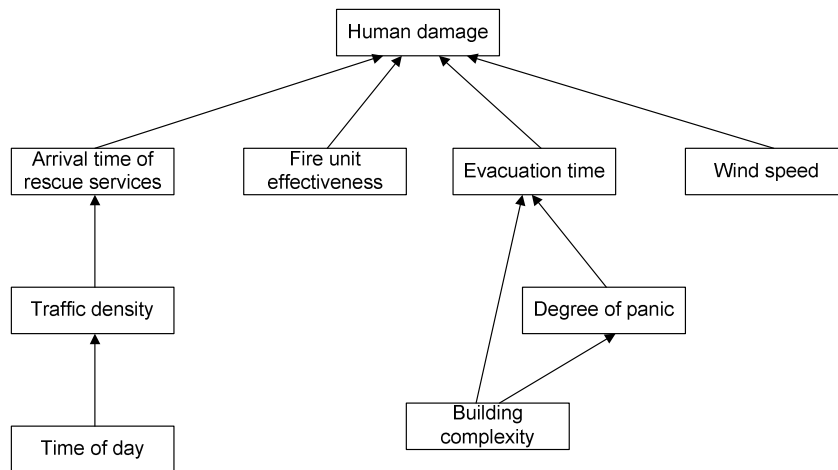 Human damage
Arrival time of
rescue services
Fire unit
effectiveness
Evacuation time
Wind speed
Traffic density
Degree of panic
Building
complexity
Time of day